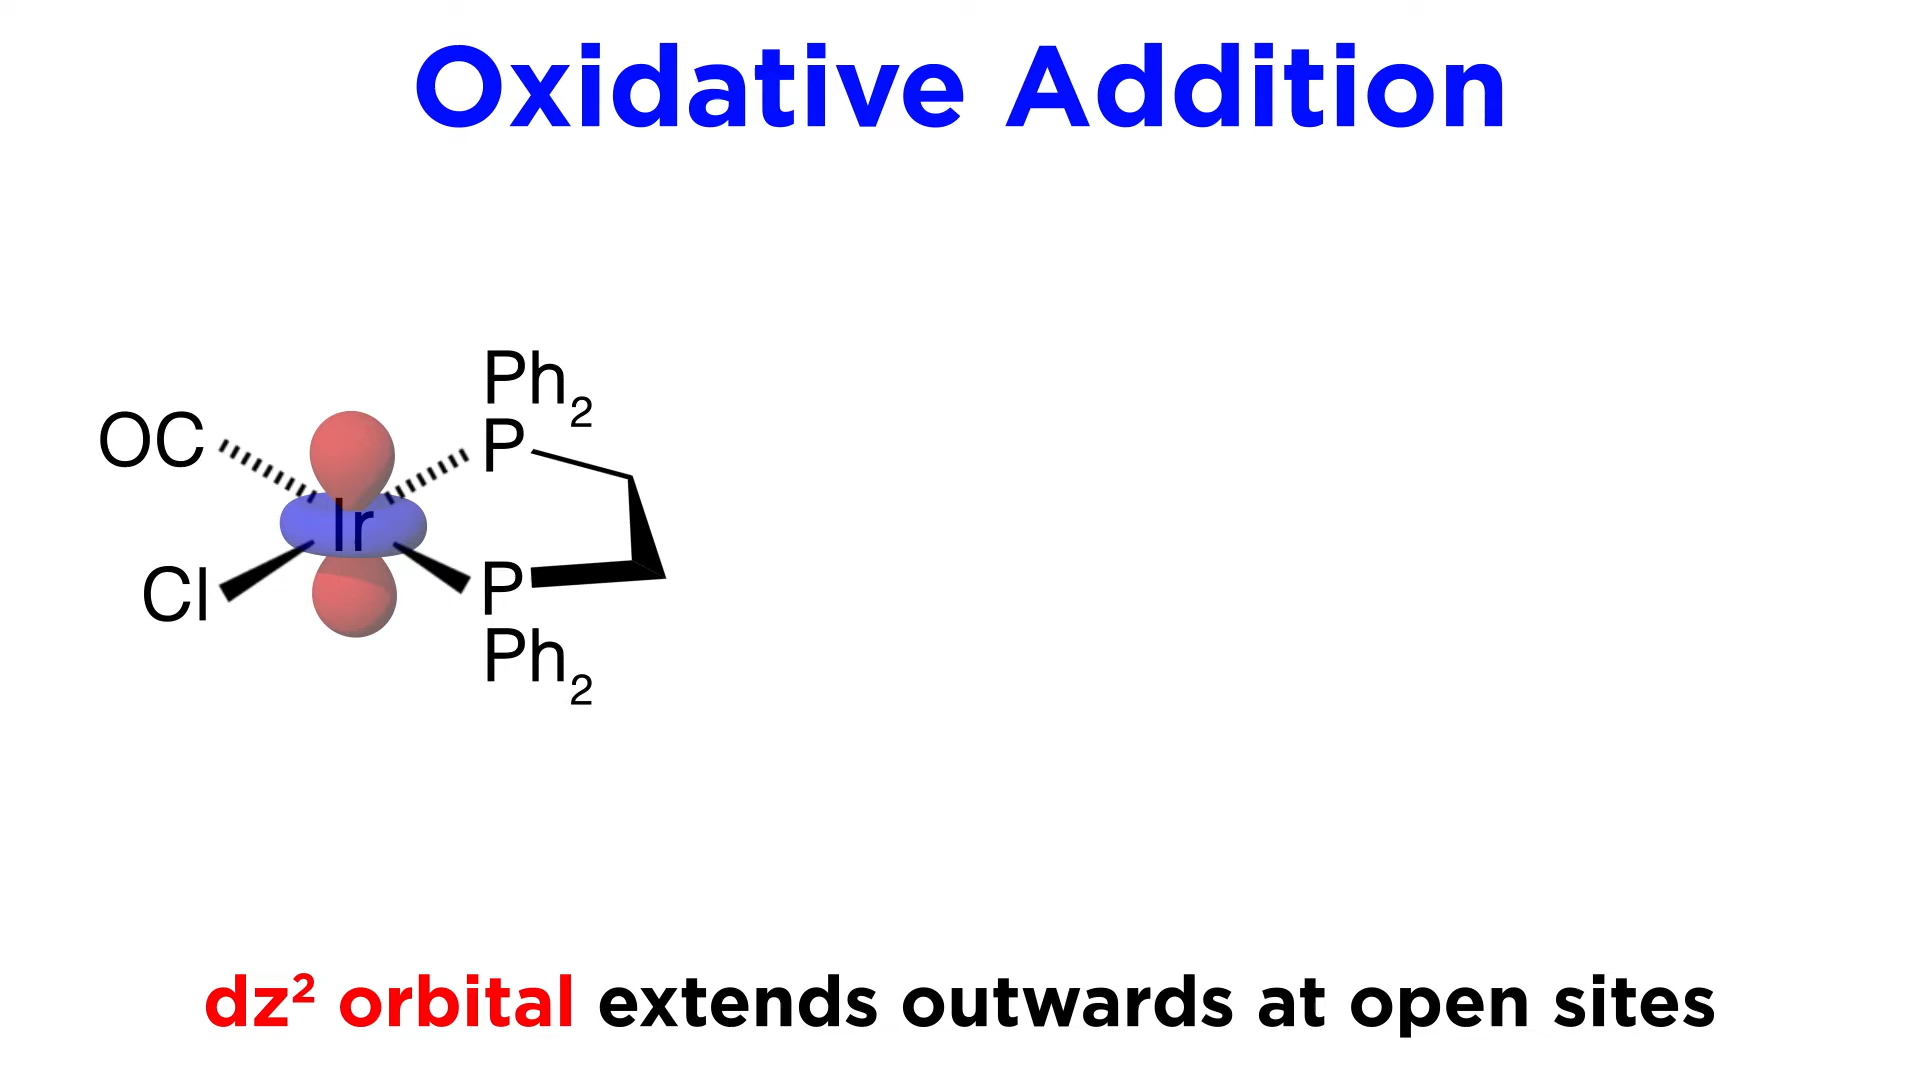 Oxidative Addition
Ph₂
OC
P
Ir
Cl
P
Ph₂
dz² orbital extends outwards at open sites